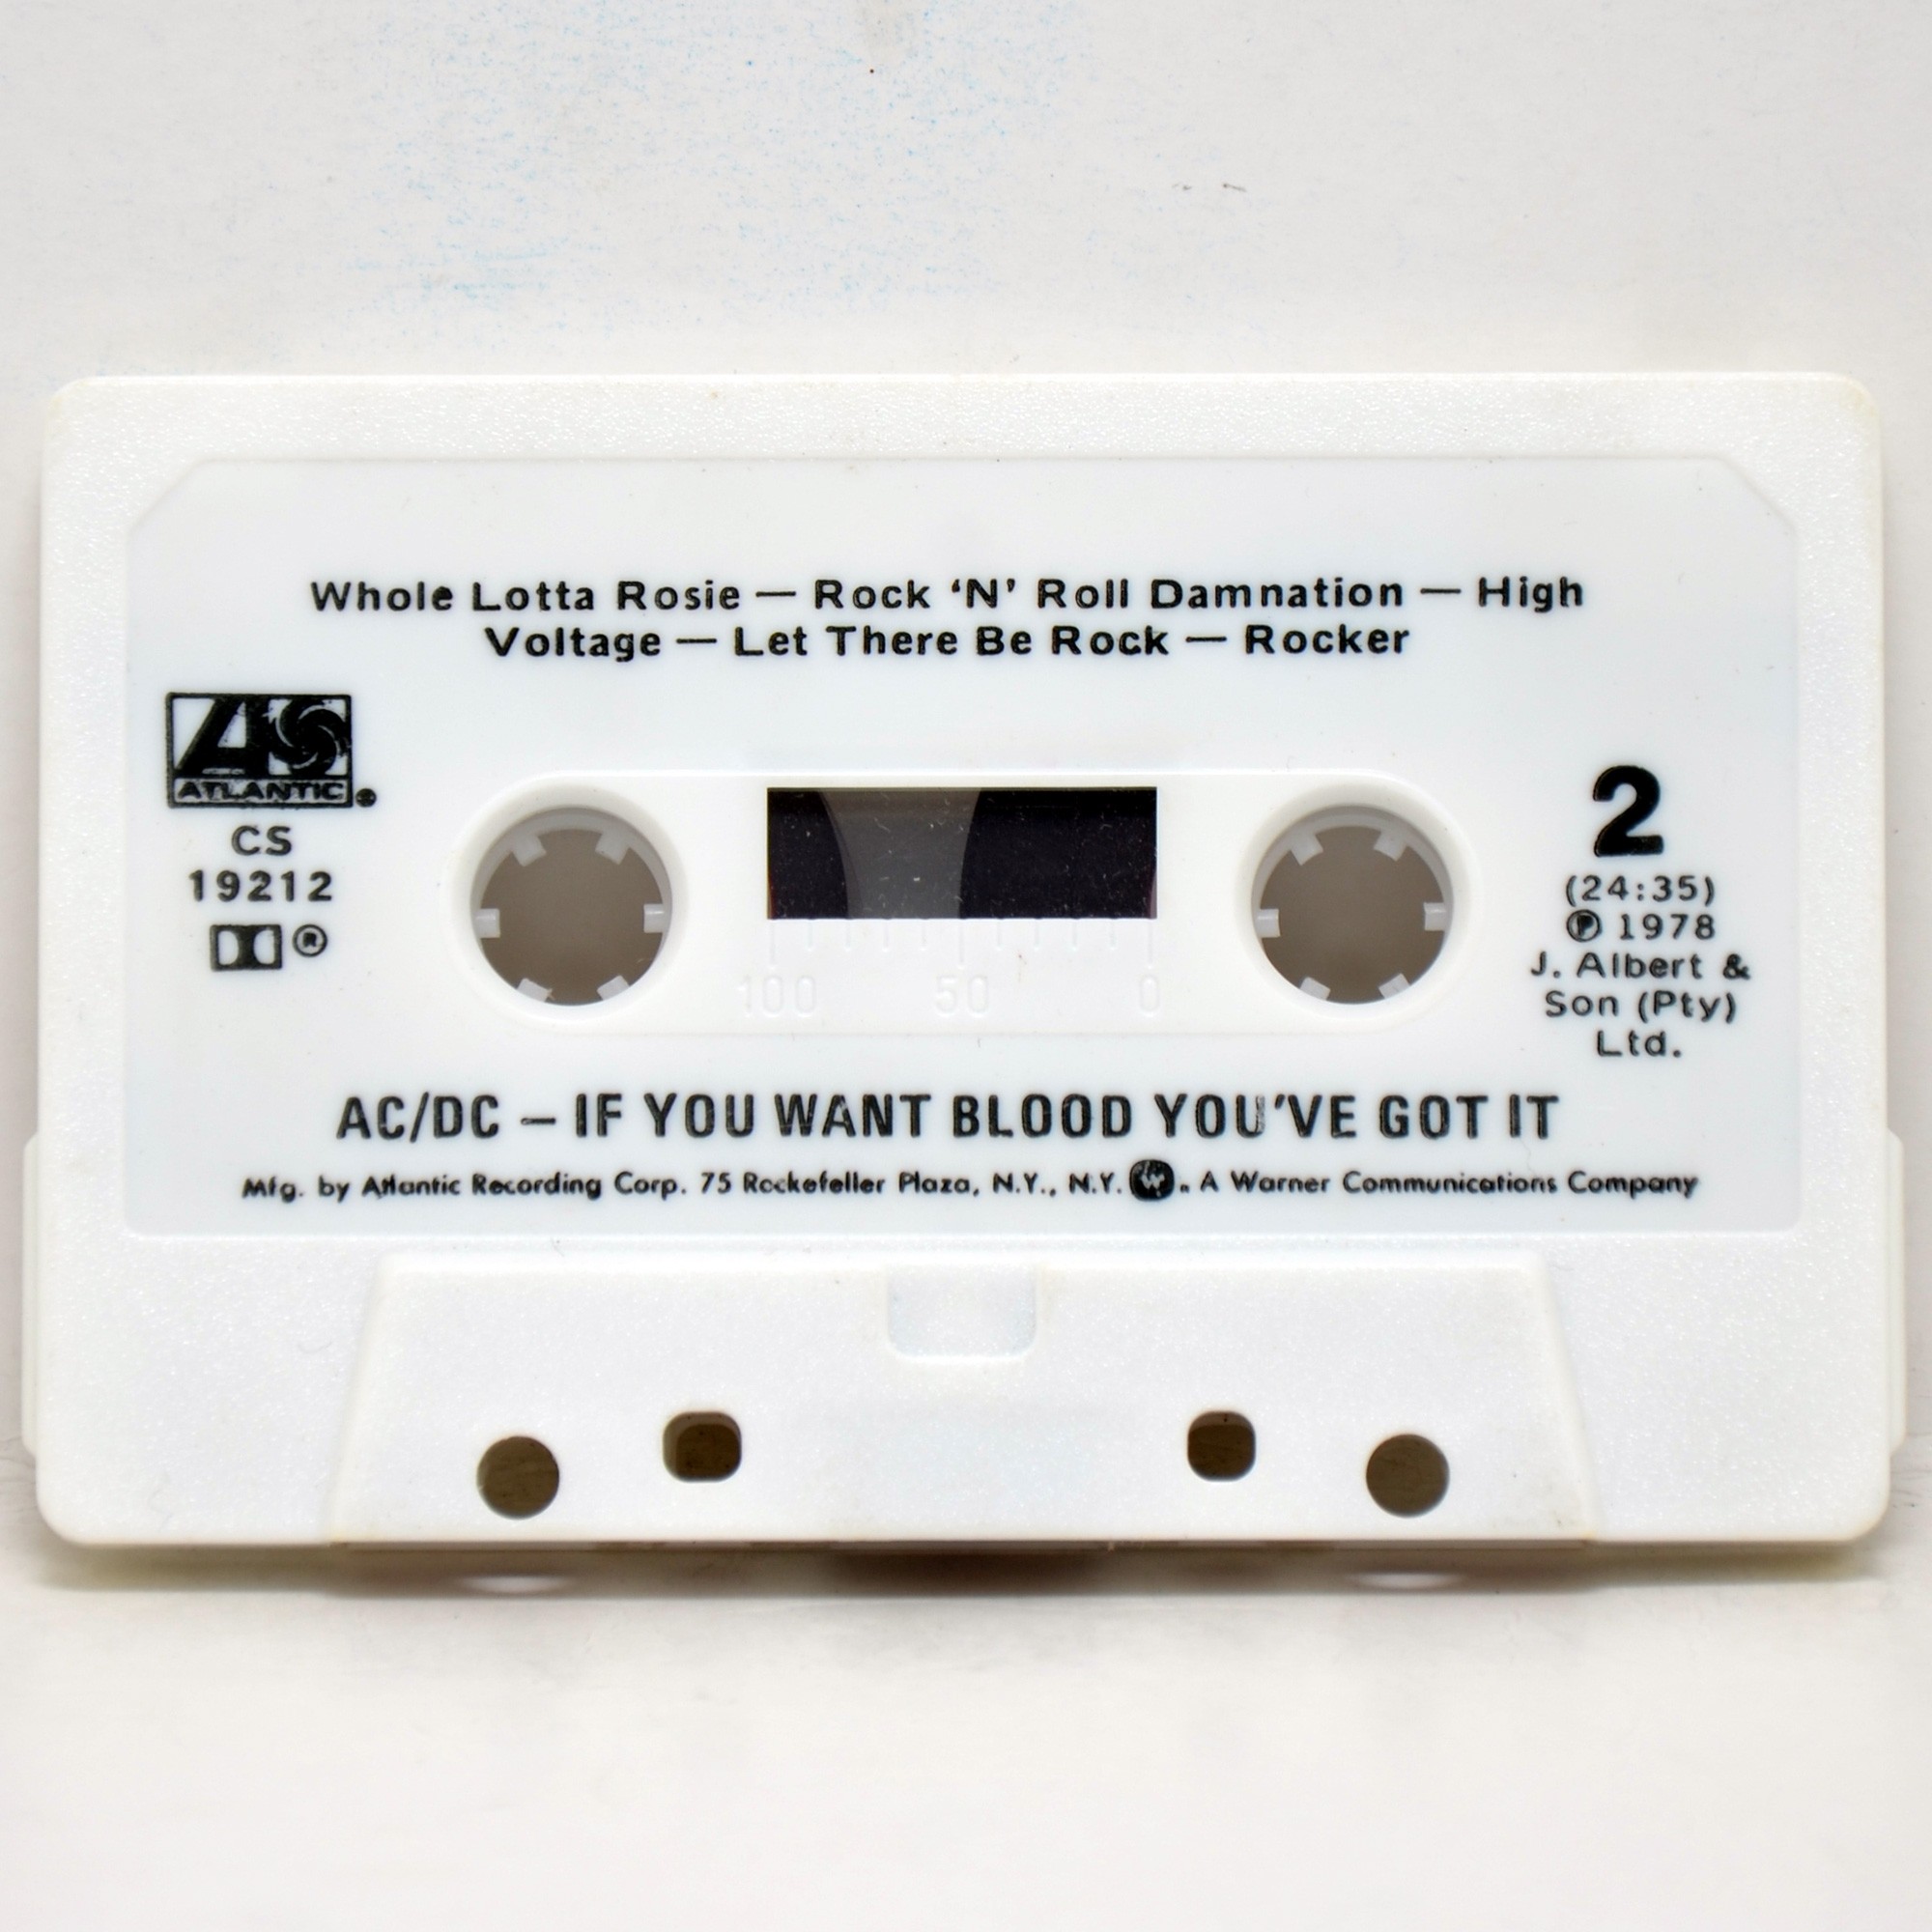 Whole Lotta Rosie — Rock ‘N’ Roll Damnation — High
Voltage — Let There Be Rock — Rocker
ATLANTIC
CS
19212
®
2
(24:35)
℗ 1978
J. Albert &
Son (Pty)
Ltd.
100 50 0
AC/DC – IF YOU WANT BLOOD YOU'VE GOT IT
Mfg. by Atlantic Recording Corp. 75 Rockefeller Plaza, N.Y., N.Y. W. A Warner Communications Company